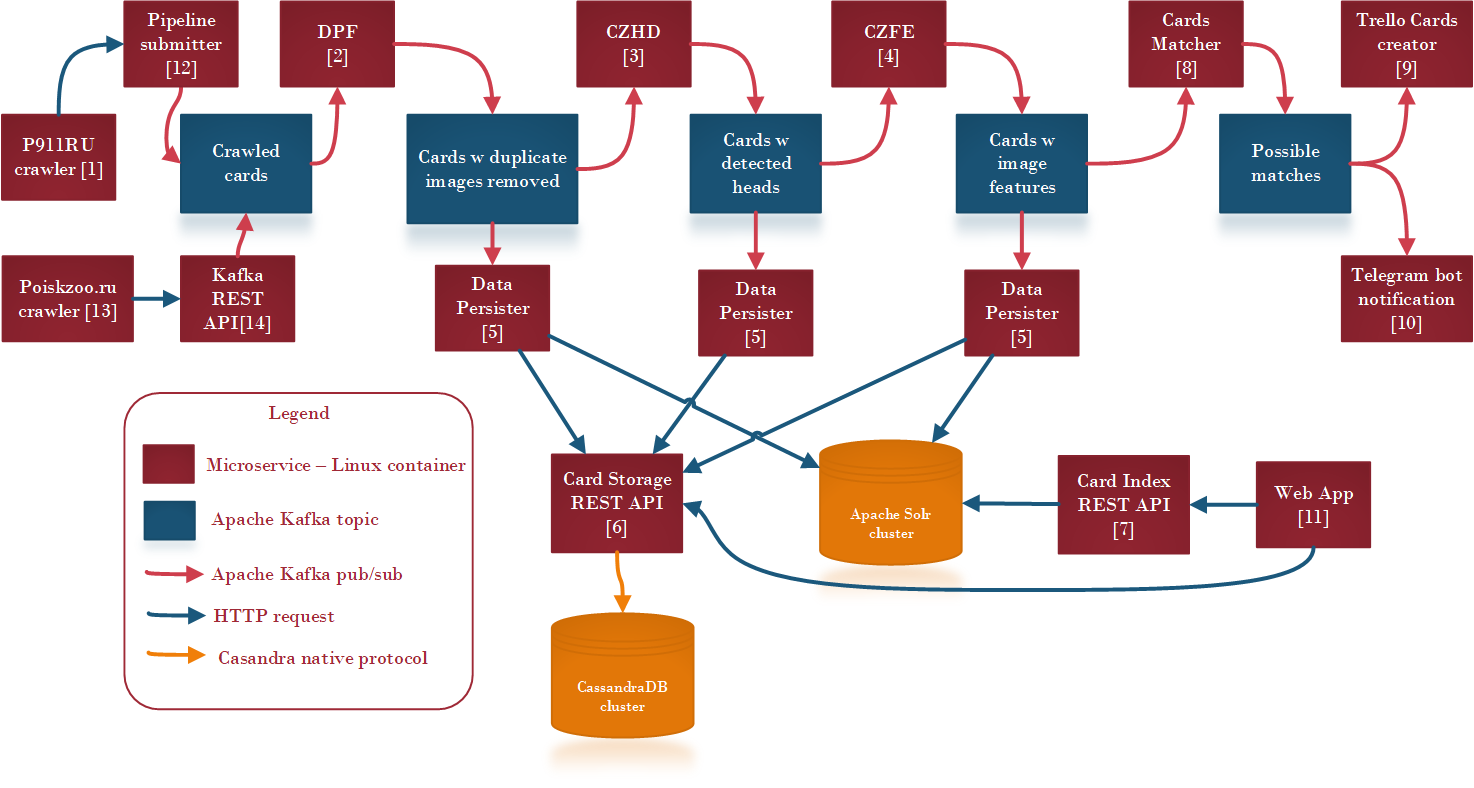 Pipeline
submitter
[12]
DPF
[2]
CZHD
[3]
CZFE
[4]
Cards
Matcher
[8]
Trello Cards
creator
[9]
P911RU
crawler [1]
Crawled
cards
Cards w duplicate
images removed
Cards w
detected
heads
Cards w
image
features
Possible
matches
Poiskzoo.ru
crawler [13]
Kafka
REST
API[14]
Data
Persister
[5]
Data
Persister
[5]
Data
Persister
[5]
Telegram bot
notification
[10]
Legend
Microservice – Linux container
Apache Kafka topic
Apache Kafka pub/sub
HTTP request
Casandra native protocol
Card Storage
REST API
[6]
Apache Solr
cluster
Card Index
REST API
[7]
Web App
[11]
CassandraDB
cluster